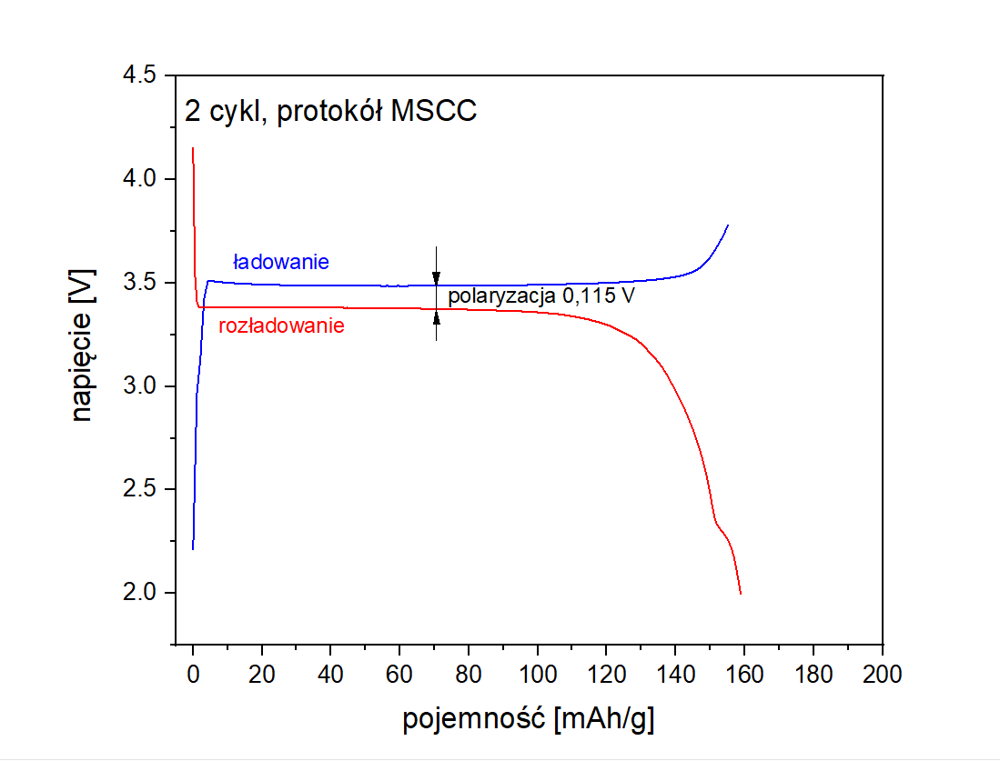 4.5
2 cykl, protokół MSCC
4.0
ładowanie
3.5
polaryzacja 0,115 V
rozładowanie
napięcie [V]
3.0
2.5
2.0
0 20 40 60 80 100 120 140 160 180 200
pojemność [mAh/g]